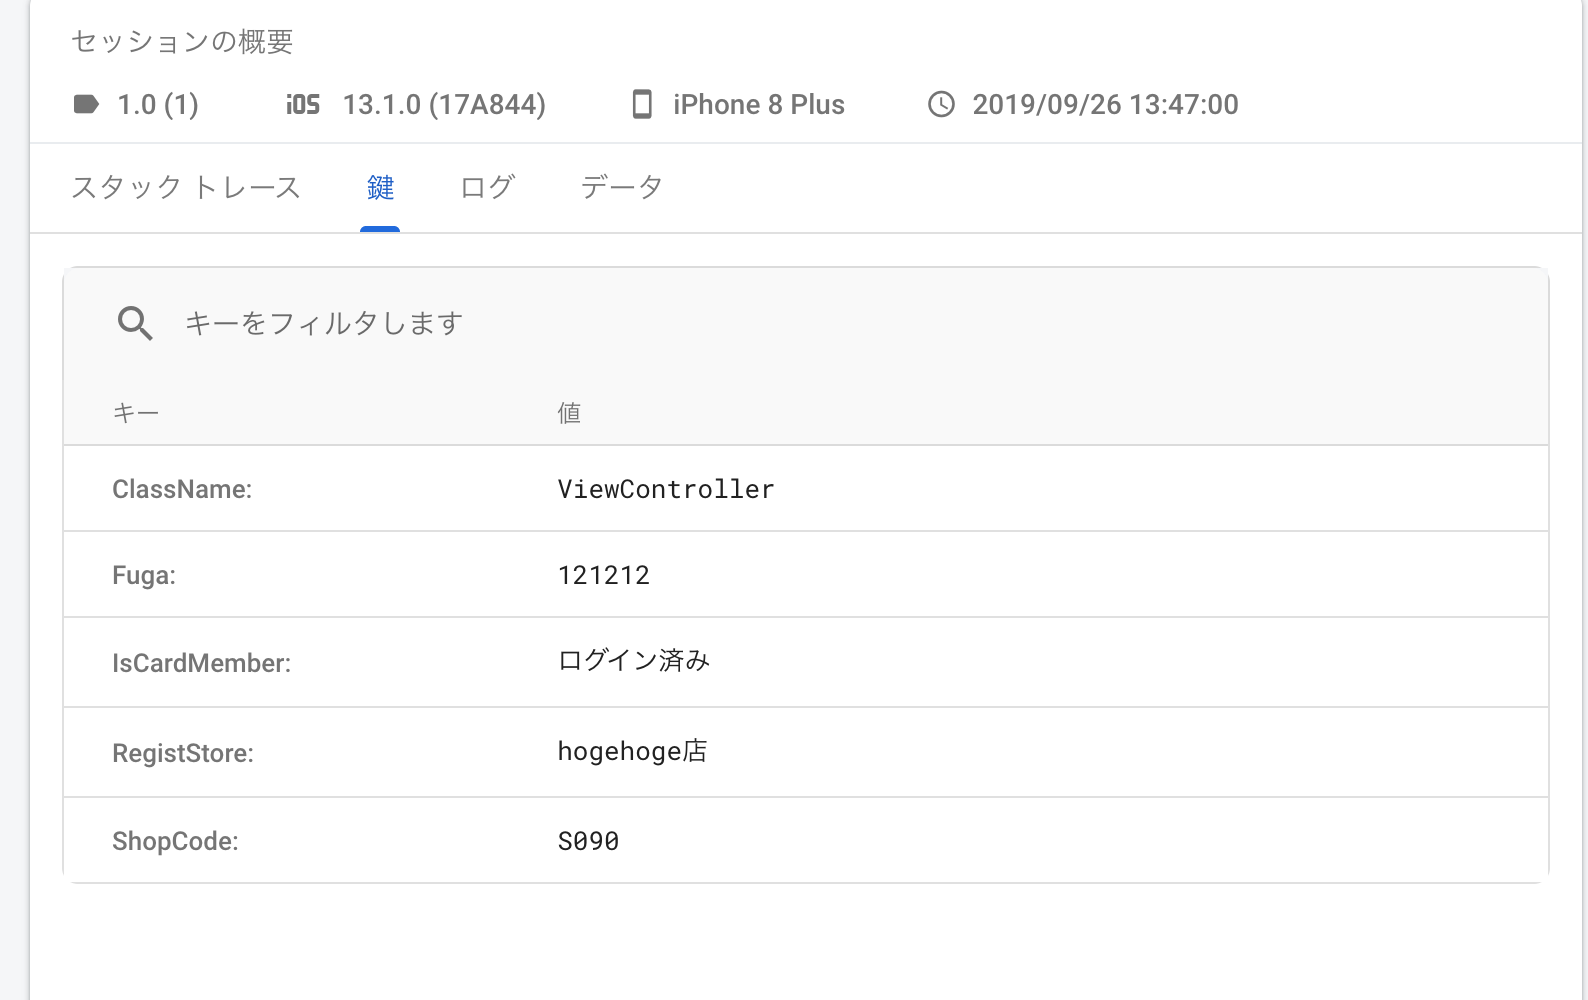 セッションの概要
1.0 (1) iOS 13.1.0 (17A844) iPhone 8 Plus 2019/09/26 13:47:00
スタック トレース 鍵 ログ データ
キーをフィルタします
キー 値
ClassName: ViewController
Fuga: 121212
IsCardMember: ログイン済み
RegistStore: hogehoge店
ShopCode: S090